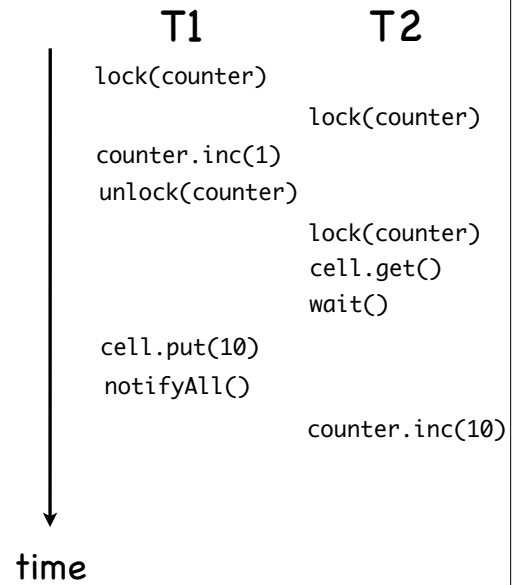 T1 T2
lock(counter)
lock(counter)
counter.inc(1)
unlock(counter)
lock(counter)
cell.get()
wait()
cell.put(10)
notifyAll()
counter.inc(10)
time